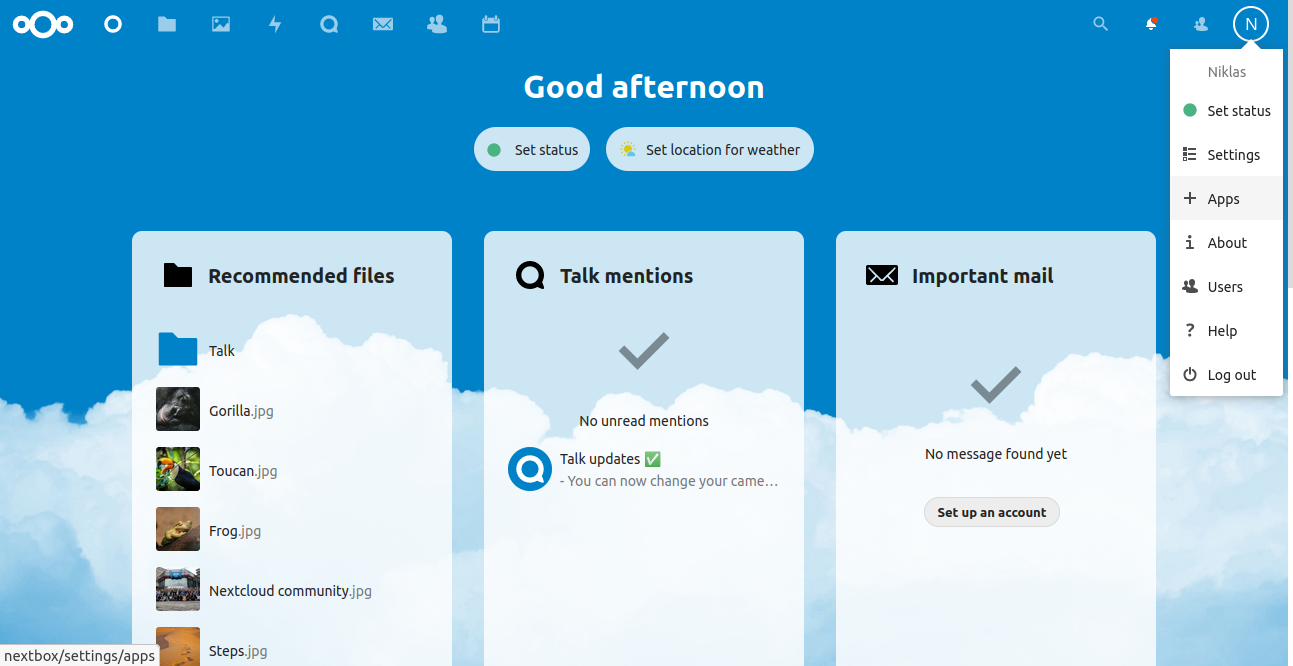 N
Good afternoon
Set status
Set location for weather
Niklas
Set status
Settings
Apps
About
Users
Help
Log out
Recommended files
Talk
Gorilla.jpg
Toucan.jpg
Frog.jpg
Nextcloud community.jpg
Steps.jpg
Talk mentions
No unread mentions
Talk updates ✅
- You can now change your came…
Important mail
No message found yet
Set up an account
nextbox/settings/apps